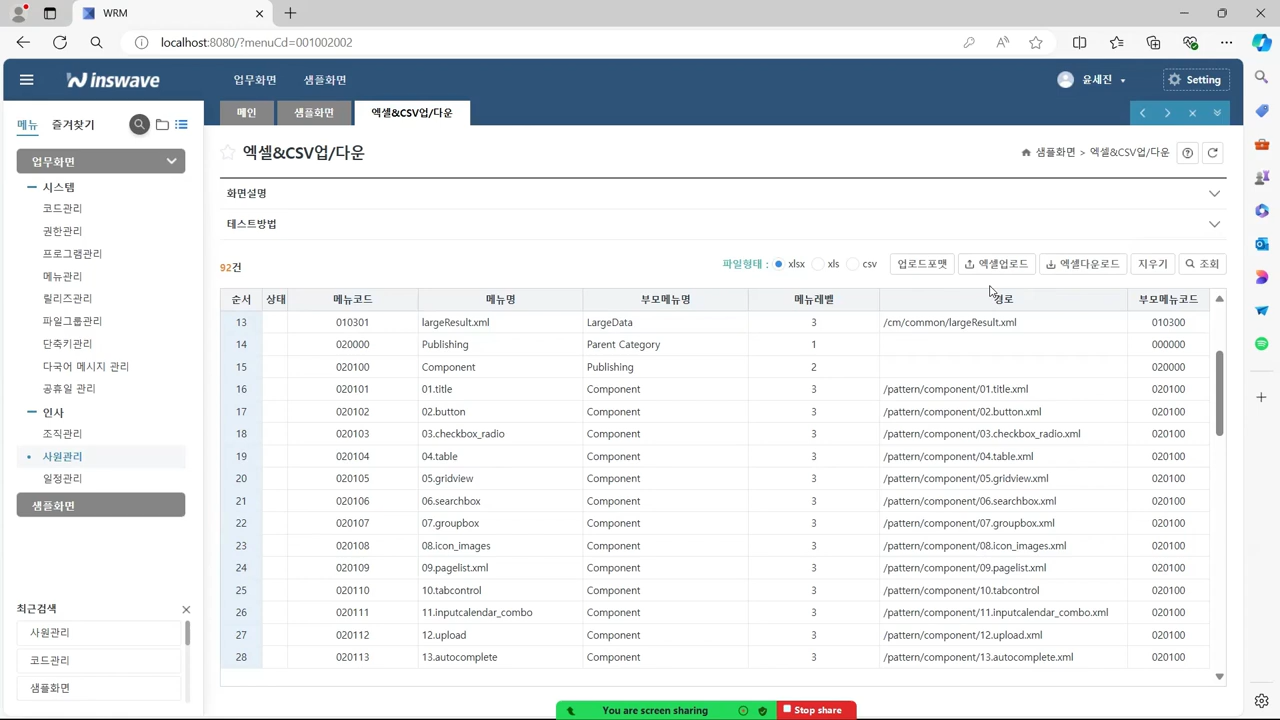 WRM
localhost:8080/?menuCd=001002002
inswave
업무화면 샘플화면
윤세진
Setting
메뉴 즐겨찾기
메인 샘플화면 엑셀&CSV업/다운
업무화면
시스템
코드관리
권한관리
프로그램관리
메뉴관리
릴리즈관리
파일그룹관리
단축키관리
다국어 메시지 관리
공휴일 관리
인사
조직관리
사원관리
일정관리
샘플화면
최근검색
사원관리
코드관리
샘플화면
엑셀&CSV업/다운
샘플화면 > 엑셀&CSV업/다운
화면설명
테스트방법
92건
파일형태 : xlsx xls csv 업로드포맷 엑셀업로드 엑셀다운로드 지우기 조회
순서 상태 메뉴코드 메뉴명 부모메뉴명 메뉴레벨 경로 부모메뉴코드
13 010301 largeResult.xml LargeData 3 /cm/common/largeResult.xml 010300
14 020000 Publishing Parent Category 1 000000
15 020100 Component Publishing 2 020000
16 020101 01.title Component 3 /pattern/component/01.title.xml 020100
17 020102 02.button Component 3 /pattern/component/02.button.xml 020100
18 020103 03.checkbox_radio Component 3 /pattern/component/03.checkbox_radio.xml 020100
19 020104 04.table Component 3 /pattern/component/04.table.xml 020100
20 020105 05.gridview Component 3 /pattern/component/05.gridview.xml 020100
21 020106 06.searchbox Component 3 /pattern/component/06.searchbox.xml 020100
22 020107 07.groupbox Component 3 /pattern/component/07.groupbox.xml 020100
23 020108 08.icon_images Component 3 /pattern/component/08.icon_images.xml 020100
24 020109 09.pagelist.xml Component 3 /pattern/component/09.pagelist.xml 020100
25 020110 10.tabcontrol Component 3 /pattern/component/10.tabcontrol 020100
26 020111 11.inputcalendar_combo Component 3 /pattern/component/11.inputcalendar_combo.xml 020100
27 020112 12.upload Component 3 /pattern/component/12.upload.xml 020100
28 020113 13.autocomplete Component 3 /pattern/component/13.autocomplete.xml 020100
You are screen sharing Stop share